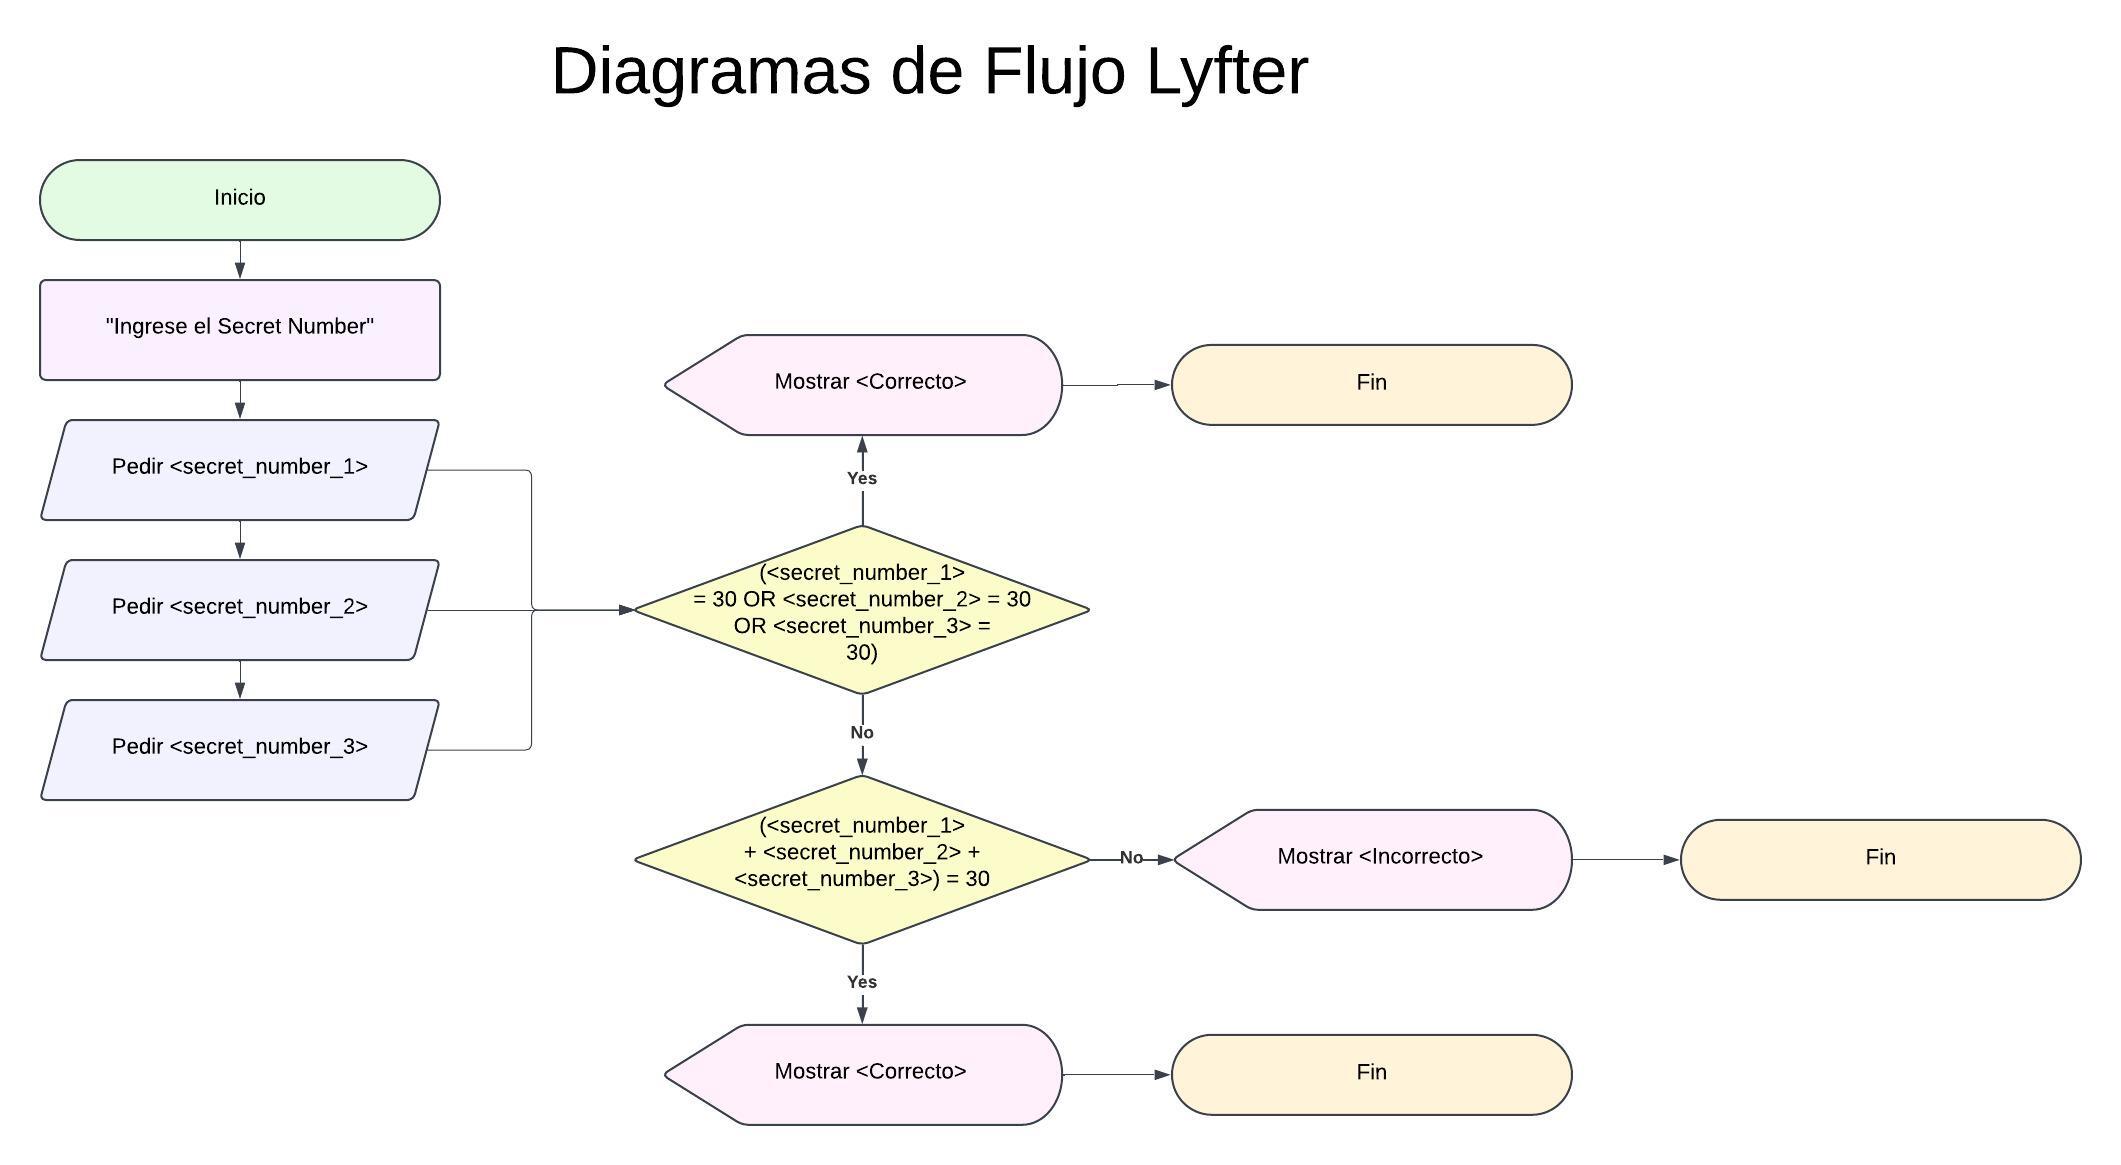 Diagramas de Flujo Lyfter
Inicio
"Ingrese el Secret Number"
Pedir <secret_number_1>
Pedir <secret_number_2>
Pedir <secret_number_3>
Mostrar <Correcto>
Fin
Yes
(<secret_number_1>
= 30 OR <secret_number_2> = 30
OR <secret_number_3> =
30)
No
(<secret_number_1>
+ <secret_number_2> +
<secret_number_3>) = 30
No
Mostrar <Incorrecto>
Fin
Yes
Mostrar <Correcto>
Fin